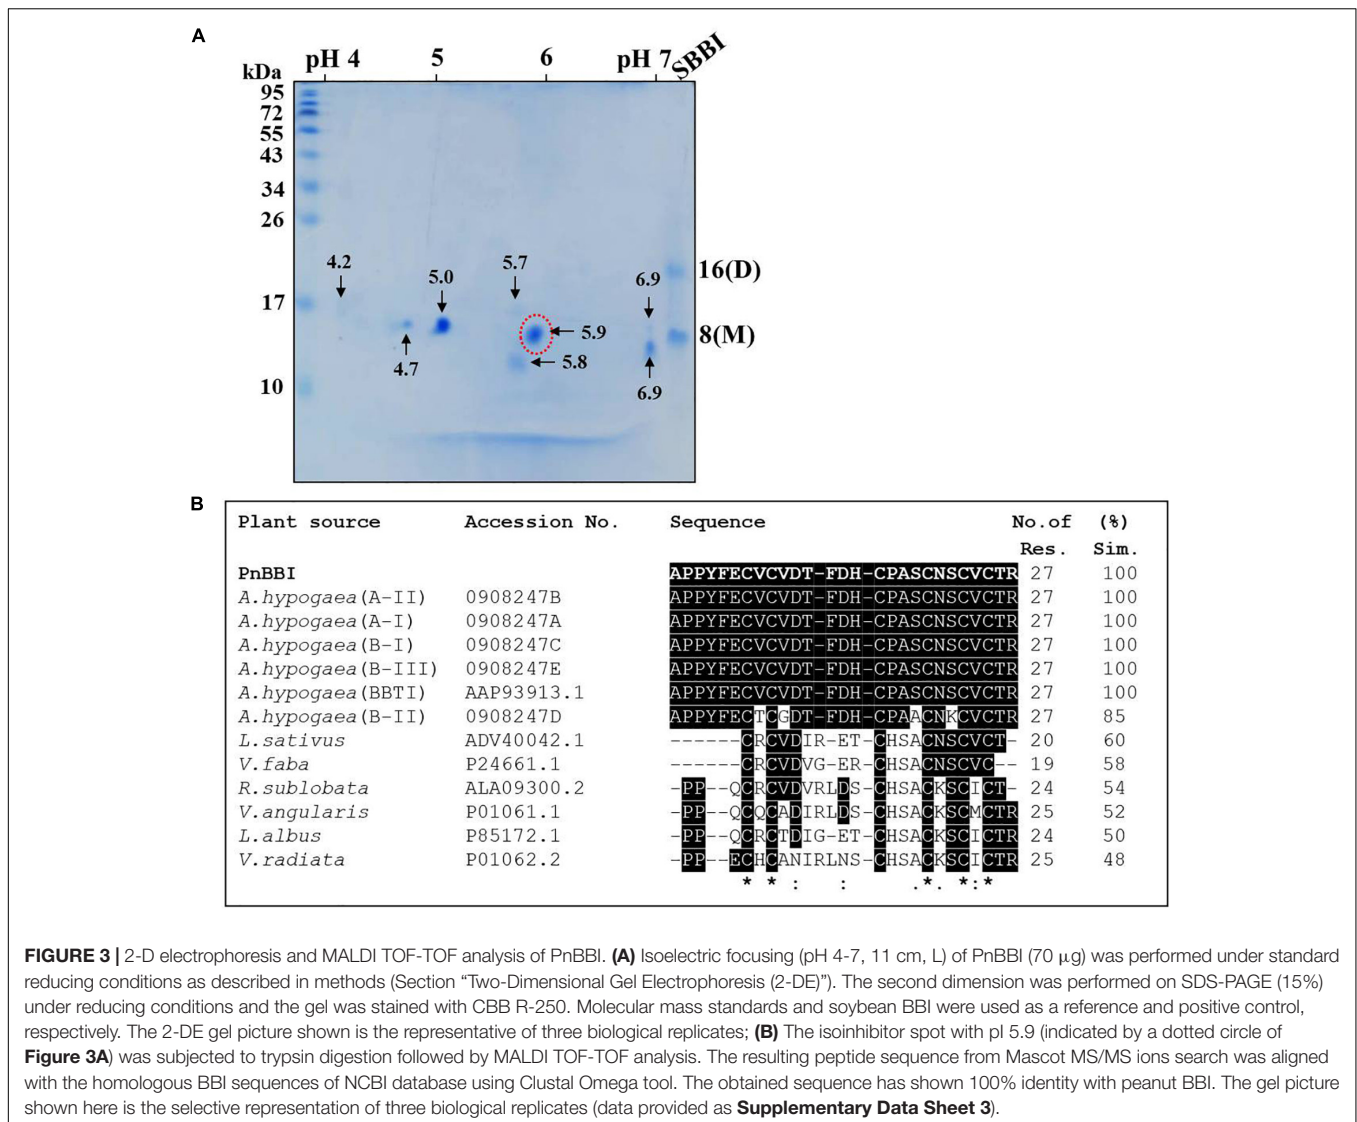 A
pH 4 5 6 pH 7 SBBI
kDa
95
72
55
43
34
26
17
10
4.2
4.7
5.0
5.7
5.9
5.8
6.9
6.9
16(D)
8(M)
B
Plant source Accession No. Sequence No.of (%)
Res. Sim.
PnBBI APPYFECVCVDT-FDH-CPASCNSCVCTR 27 100
A.hypogaea(A-II) 0908247B APPYFECVCVDT-FDH-CPASCNSCVCTR 27 100
A.hypogaea(A-I) 0908247A APPYFECVCVDT-FDH-CPASCNSCVCTR 27 100
A.hypogaea(B-I) 0908247C APPYFECVCVDT-FDH-CPASCNSCVCTR 27 100
A.hypogaea(B-III) 0908247E APPYFECVCVDT-FDH-CPASCNSCVCTR 27 100
A.hypogaea(BBTI) AAP93913.1 APPYFECVCVDT-FDH-CPASCNSCVCTR 27 100
A.hypogaea(B-II) 0908247D APPYFECTCGDT-FDH-CPAACNKCVCTR 27 85
L.sativus ADV40042.1 ------CRCVDIR-ET-CHSACNSCVCT- 20 60
V.faba P24661.1 ------CRCVDVG-ER-CHSACNSCVC-- 19 58
R.sublobata ALA09300.2 -PP--QCRCVDVRLDS-CHSACKSCICT- 24 54
V.angularis P01061.1 -PP--QCQCADIRLDS-CHSACKSCMCTR 25 52
L.albus P85172.1 -PP--QCRCTDIG-ET-CHSACKSCICTR 24 50
V.radiata P01062.2 -PP--ECHCANIRLNS-CHSACKSCICTR 25 48
* * : : .*. *:*
FIGURE 3 | 2-D electrophoresis and MALDI TOF-TOF analysis of PnBBI. (A) Isoelectric focusing (pH 4-7, 11 cm, L) of PnBBI (70 μg) was performed under standard
reducing conditions as described in methods (Section “Two-Dimensional Gel Electrophoresis (2-DE)”). The second dimension was performed on SDS-PAGE (15%)
under reducing conditions and the gel was stained with CBB R-250. Molecular mass standards and soybean BBI were used as a reference and positive control,
respectively. The 2-DE gel picture shown is the representative of three biological replicates; (B) The isoinhibitor spot with pI 5.9 (indicated by a dotted circle of
Figure 3A) was subjected to trypsin digestion followed by MALDI TOF-TOF analysis. The resulting peptide sequence from Mascot MS/MS ions search was aligned
with the homologous BBI sequences of NCBI database using Clustal Omega tool. The obtained sequence has shown 100% identity with peanut BBI. The gel picture
shown here is the selective representation of three biological replicates (data provided as Supplementary Data Sheet 3).